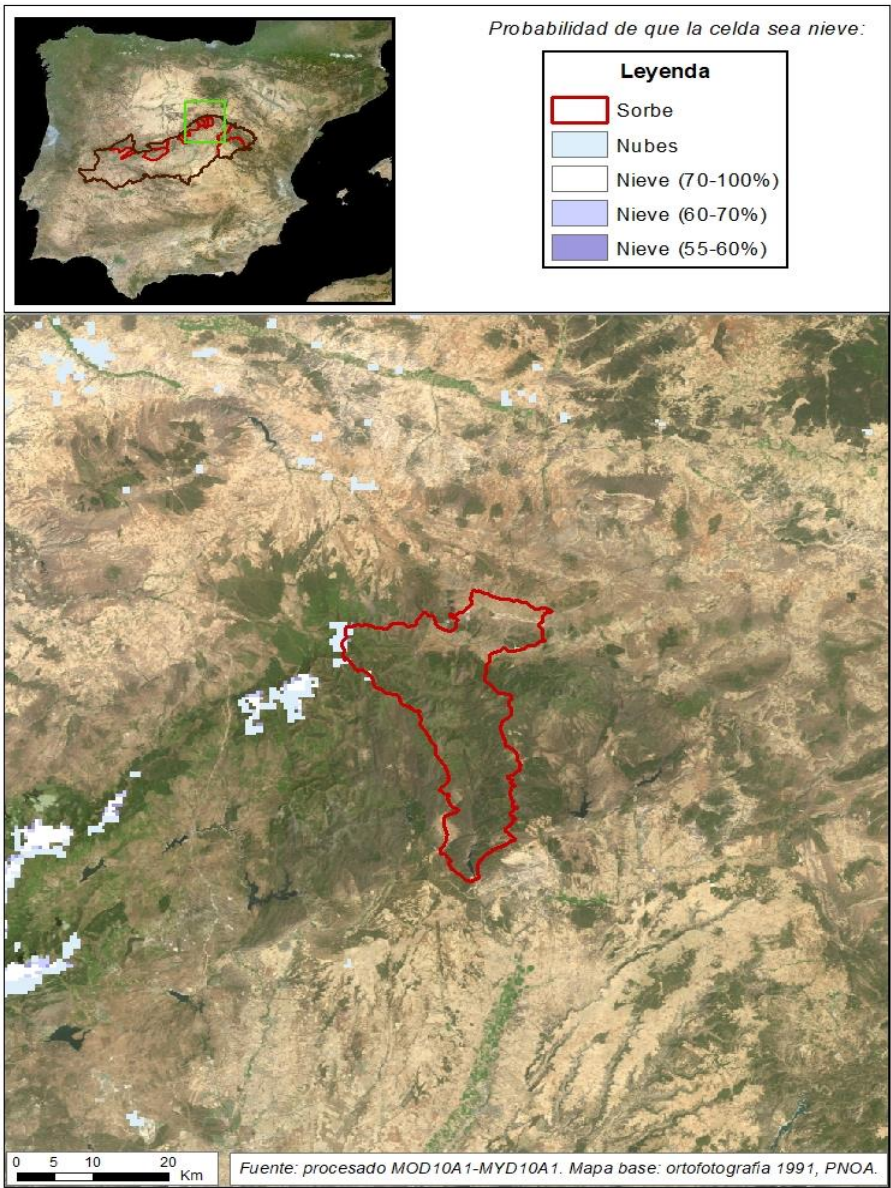 Probabilidad de que la celda sea nieve:
Leyenda
Sorbe
Nubes
Nieve (70-100%)
Nieve (60-70%)
Nieve (55-60%)
0 5 10 20
Km
Fuente: procesado MOD10A1-MYD10A1. Mapa base: ortofotografía 1991, PNOA.